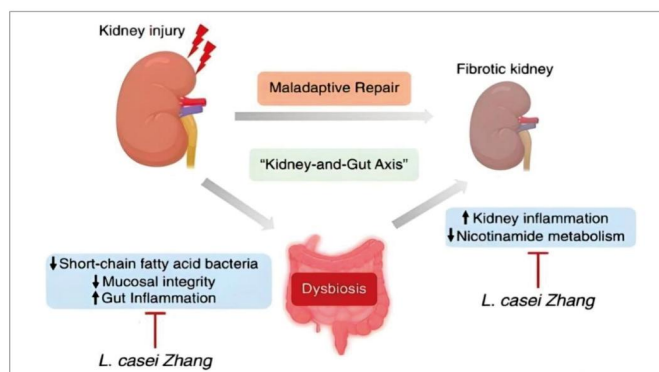 Kidney injury
Maladaptive Repair
Fibrotic kidney
“Kidney-and-Gut Axis”
↑ Kidney inflammation
↓Nicotinamide metabolism
↓Short-chain fatty acid bacteria
↓ Mucosal integrity
↑ Gut Inflammation
Dysbiosis
L. casei Zhang
L. casei Zhang